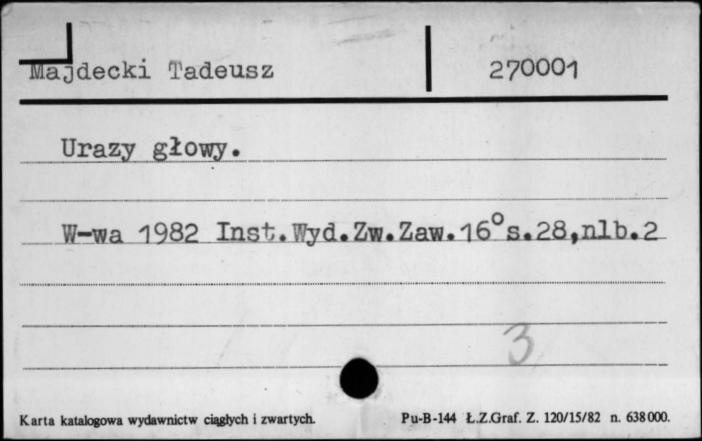 Majdecki Tadeusz 270001
Urazy głowy.
W-wa 1982 Inst.Wyd.Zw.Zaw.16° s.28,nlb.2
3
Karta katalogowa wydawnictw ciągłych i zwartych. Pu-B-144 Ł.Z.Graf. Z. 120/15/82 n. 638000.